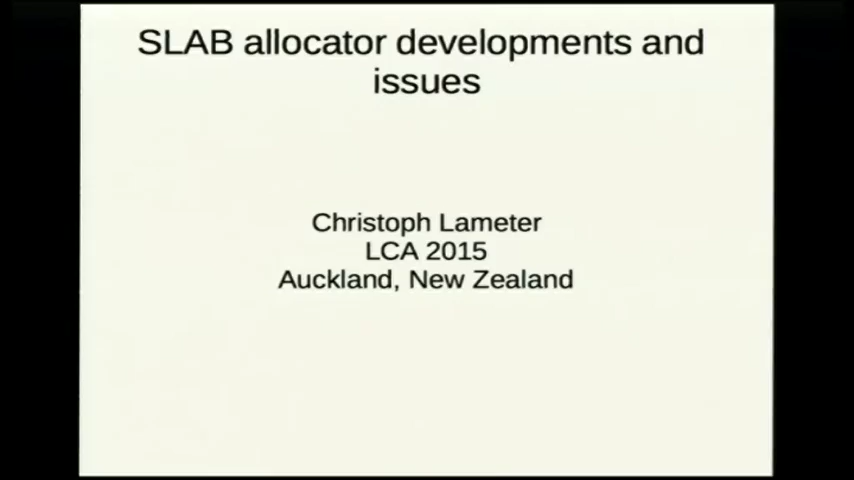 SLAB allocator developments and
issues
Christoph Lameter
LCA 2015
Auckland, New Zealand